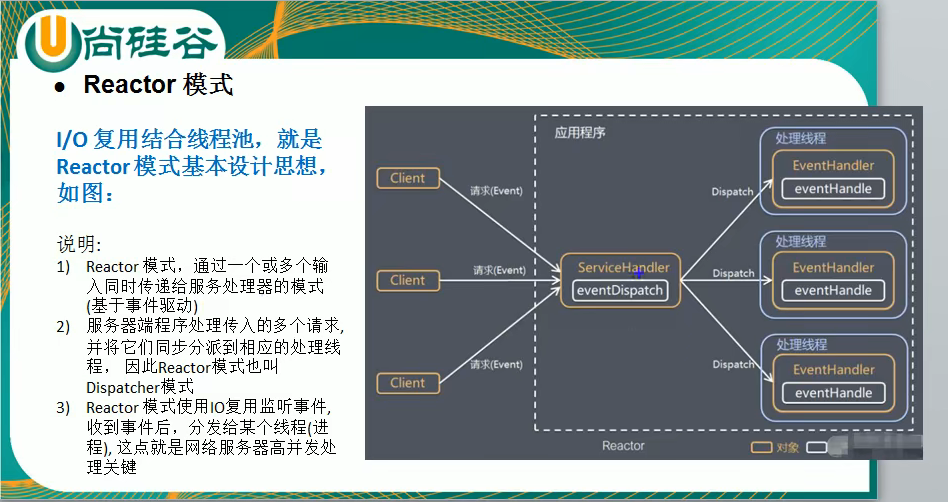 尚硅谷
● Reactor 模式
I/O 复用结合线程池，就是
Reactor 模式基本设计思想，
如图：
说明:
1) Reactor 模式，通过一个或多个输
入同时传递给服务处理器的模式
(基于事件驱动)
2) 服务器端程序处理传入的多个请求,
并将它们同步分派到相应的处理线
程， 因此Reactor模式也叫
Dispatcher模式
3) Reactor 模式使用IO复用监听事件,
收到事件后，分发给某个线程(进
程), 这点就是网络服务器高并发处
理关键
应用程序
Client
请求(Event)
Client
请求(Event)
Client
请求(Event)
ServiceHandler
eventDispatch
Dispatch
Dispatch
Dispatch
处理线程
EventHandler
eventHandle
处理线程
EventHandler
eventHandle
处理线程
EventHandler
eventHandle
Reactor
对象